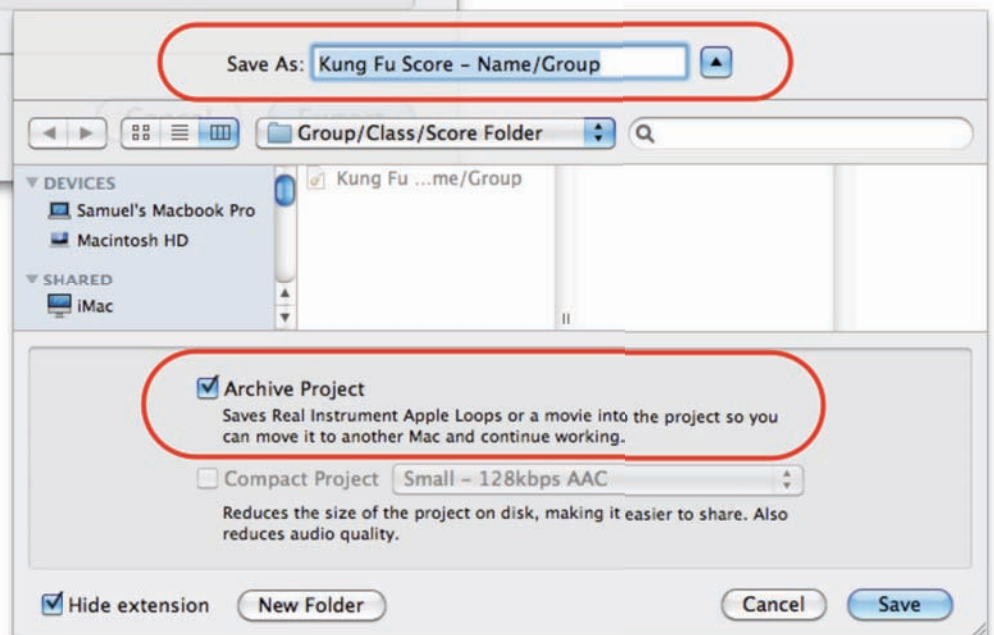 Save As: Kung Fu Score – Name/Group
Group/Class/Score Folder
DEVICES
Samuel's Macbook Pro
Macintosh HD
SHARED
iMac
Kung Fu ...me/Group
Archive Project
Saves Real Instrument Apple Loops or a movie into the project so you
can move it to another Mac and continue working.
Compact Project Small – 128kbps AAC
Reduces the size of the project on disk, making it easier to share. Also
reduces audio quality.
Hide extension New Folder Cancel Save